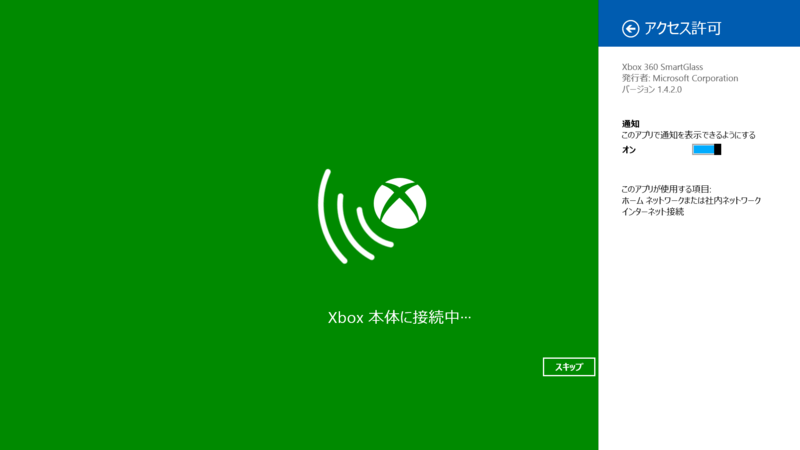 Xbox 本体に接続中…
スキップ
アクセス許可
Xbox 360 SmartGlass
発行者: Microsoft Corporation
バージョン 1.4.2.0
通知
このアプリで通知を表示できるようにする
オン
このアプリが使用する項目:
ホーム ネットワークまたは社内ネットワーク
インターネット接続